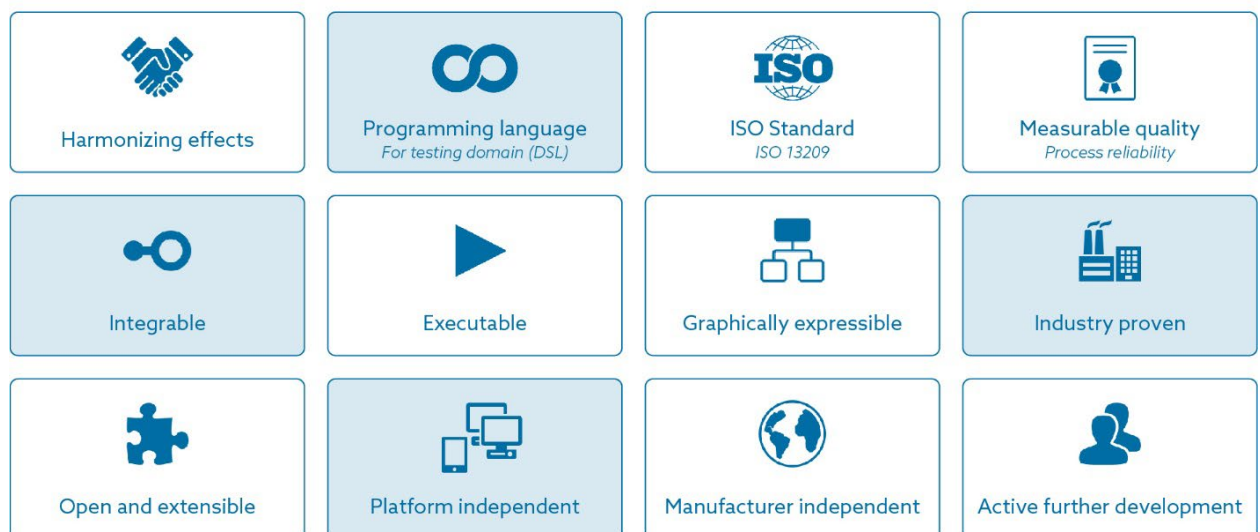 Harmonizing effects
Programming language
For testing domain (DSL)
ISO
ISO Standard
ISO 13209
Measurable quality
Process reliability
Integrable
Executable
Graphically expressible
Industry proven
Open and extensible
Platform independent
Manufacturer independent
Active further development